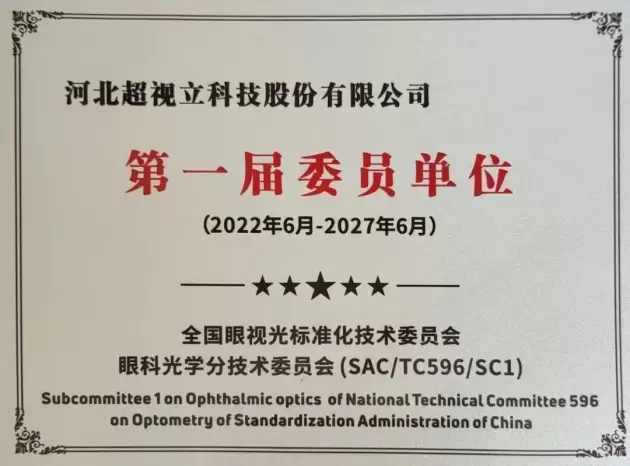 河北超视立科技股份有限公司
第一届委员单位
(2022年6月-2027年6月)
全国眼视光标准化技术委员会
眼科光学分技术委员会(SAC/TC596/SC1)
Subcommittee 1 on Ophthalmic optics of National Technical Committee 596
on Optometry of Standardization Administration of China